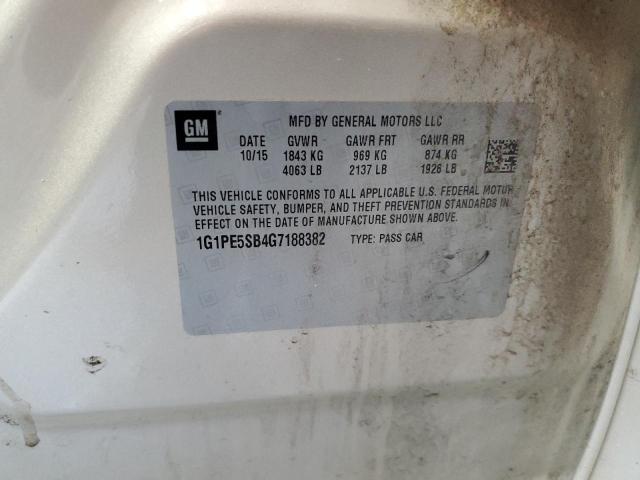 GM
MFD BY GENERAL MOTORS LLC
DATE GVWR GAWR FRT GAWR RR
10/15 1843 KG 969 KG 874 KG
4063 LB 2137 LB 1926 LB
THIS VEHICLE CONFORMS TO ALL APPLICABLE U.S. FEDERAL MOTOR
VEHICLE SAFETY, BUMPER, AND THEFT PREVENTION STANDARDS IN
EFFECT ON THE DATE OF MANUFACTURE SHOWN ABOVE.
1G1PE5SB4G7188382 TYPE: PASS CAR